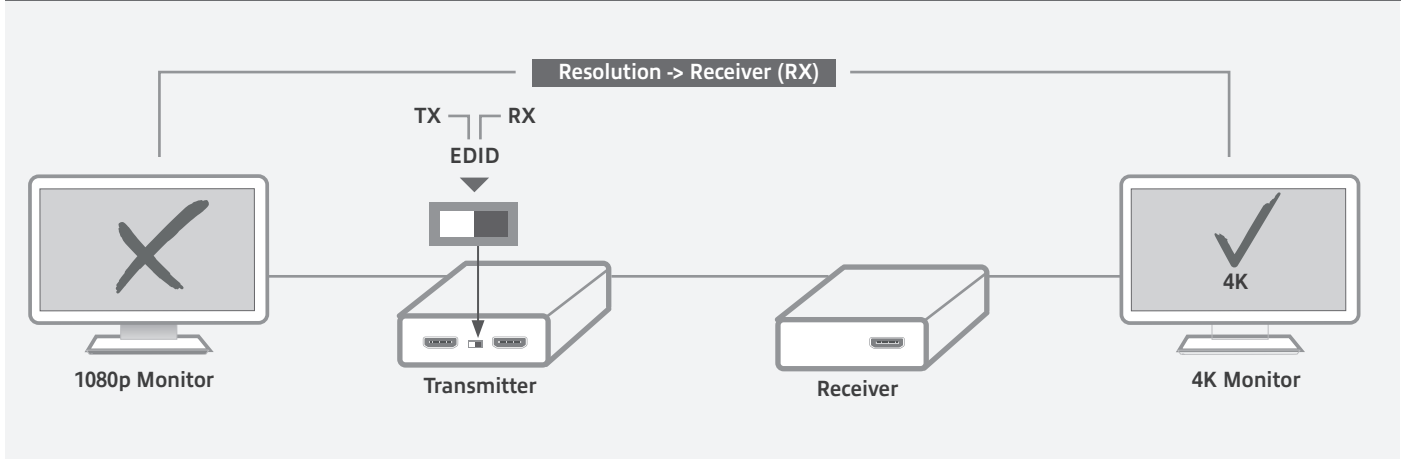 Resolution -> Receiver (RX)
TX RX
EDID
4K
1080p Monitor
Transmitter
Receiver
4K Monitor